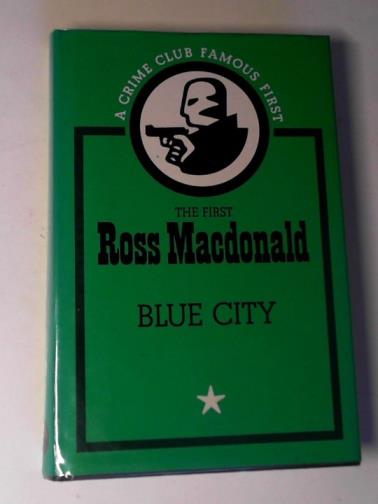 A CRIME CLUB FAMOUS FIRST
THE FIRST
Ross Macdonald
BLUE CITY